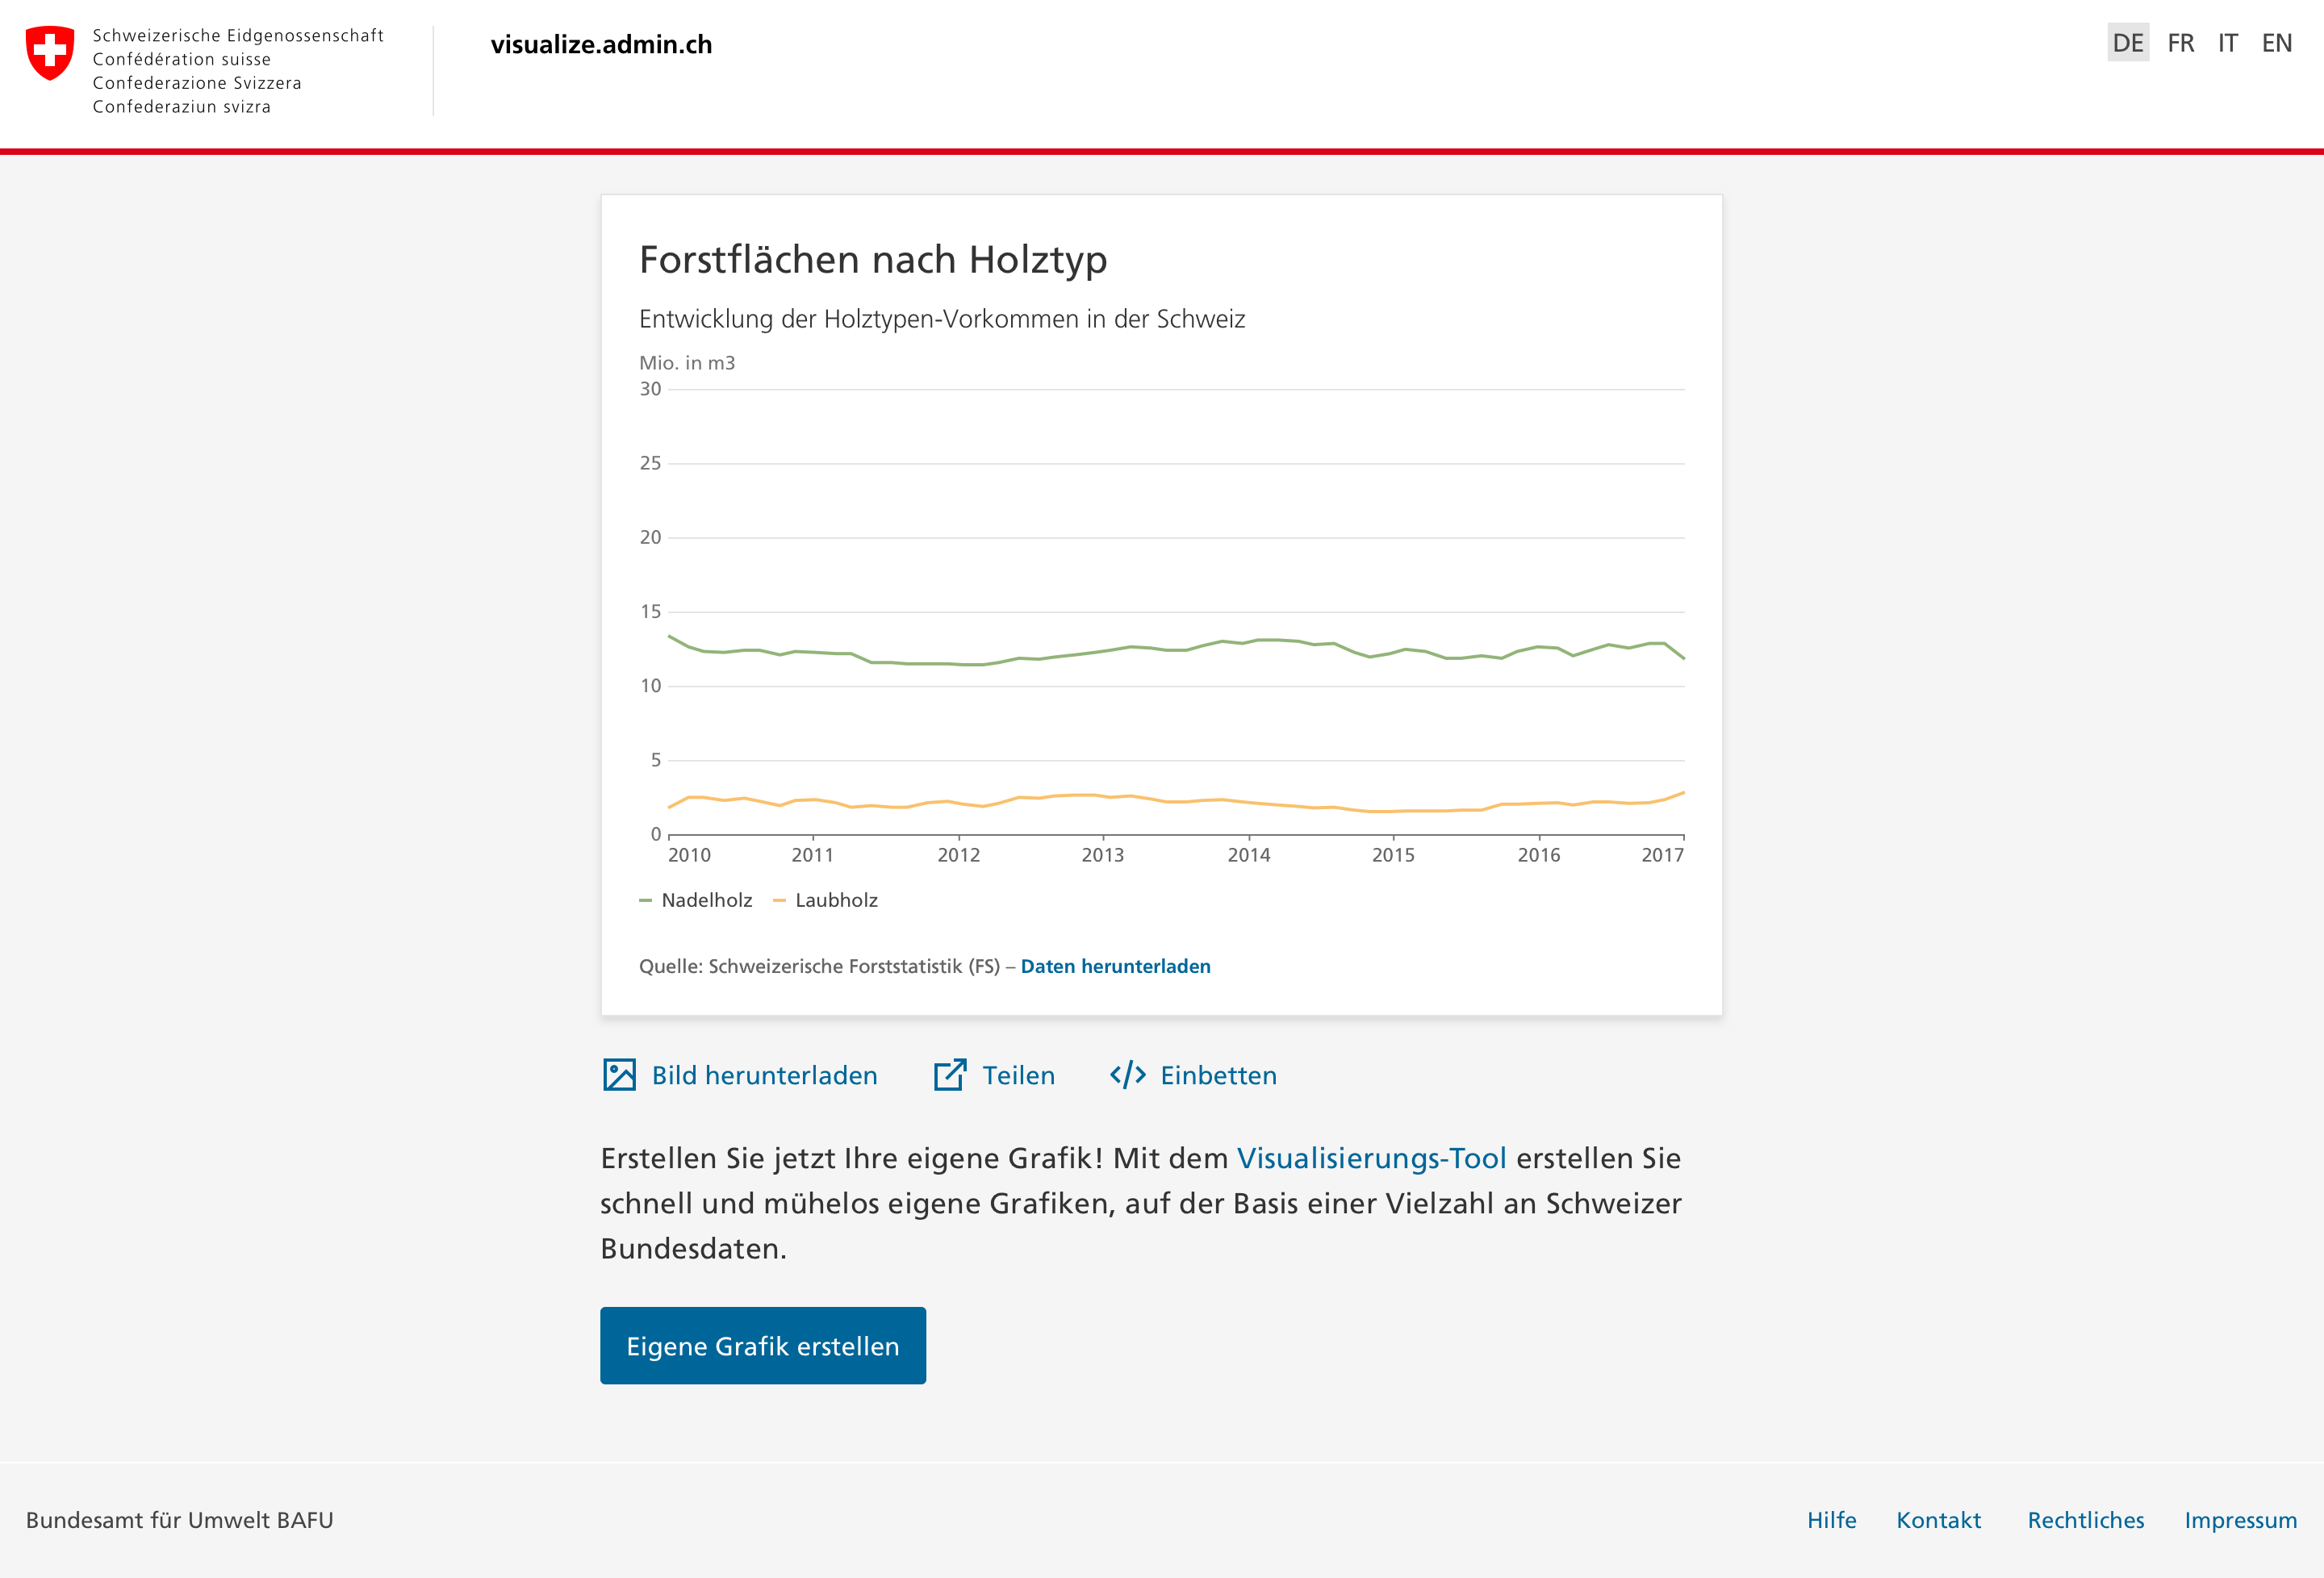 Schweizerische Eidgenossenschaft
Confédération suisse
Confederazione Svizzera
Confederaziun svizra
visualize.admin.ch
DE FR IT EN
Forstflächen nach Holztyp
Entwicklung der Holztypen-Vorkommen in der Schweiz
Mio. in m3
30
25
20
15
10
5
0
2010 2011 2012 2013 2014 2015 2016 2017
Nadelholz Laubholz
Quelle: Schweizerische Forststatistik (FS) – Daten herunterladen
Bild herunterladen Teilen Einbetten
Erstellen Sie jetzt Ihre eigene Grafik! Mit dem Visualisierungs-Tool erstellen Sie
schnell und mühelos eigene Grafiken, auf der Basis einer Vielzahl an Schweizer
Bundesdaten.
Eigene Grafik erstellen
Bundesamt für Umwelt BAFU
Hilfe Kontakt Rechtliches Impressum